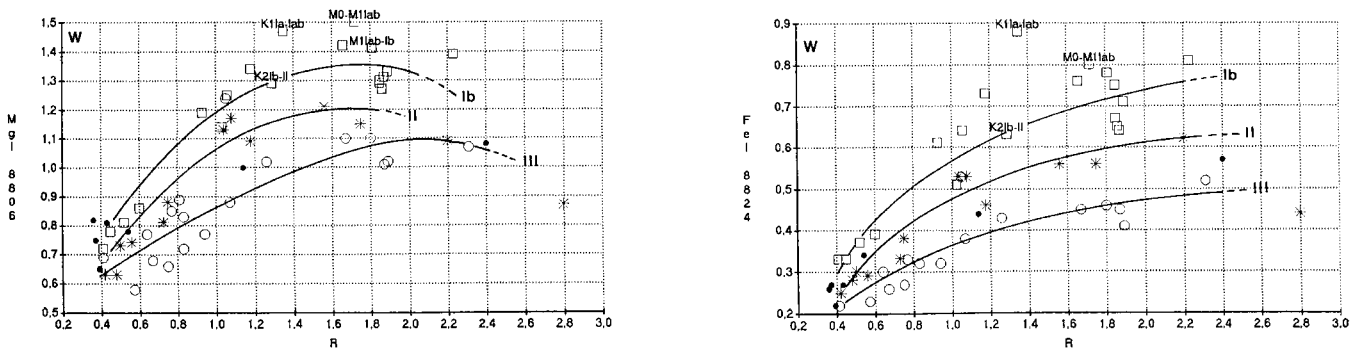 W
K1Ia-Iab
M0-M1Iab
M1Iab-Ib
K2Ib-II
Ib
II
III
MgI 8806
1,5
1,4
1,3
1,2
1,1
1,0
0,9
0,8
0,7
0,6
0,5
0,2 0,4 0,6 0,8 1,0 1,2 1,4 1,6 1,8 2,0 2,2 2,4 2,6 2,8 3,0
R
W
K1Ia-Iab
M0-M1Iab
K2Ib-II
Ib
II
III
FeI 8824
0,9
0,8
0,7
0,6
0,5
0,4
0,3
0,2
0,2 0,4 0,6 0,8 1,0 1,2 1,4 1,6 1,8 2,0 2,2 2,4 2,6 2,8 3,0
R